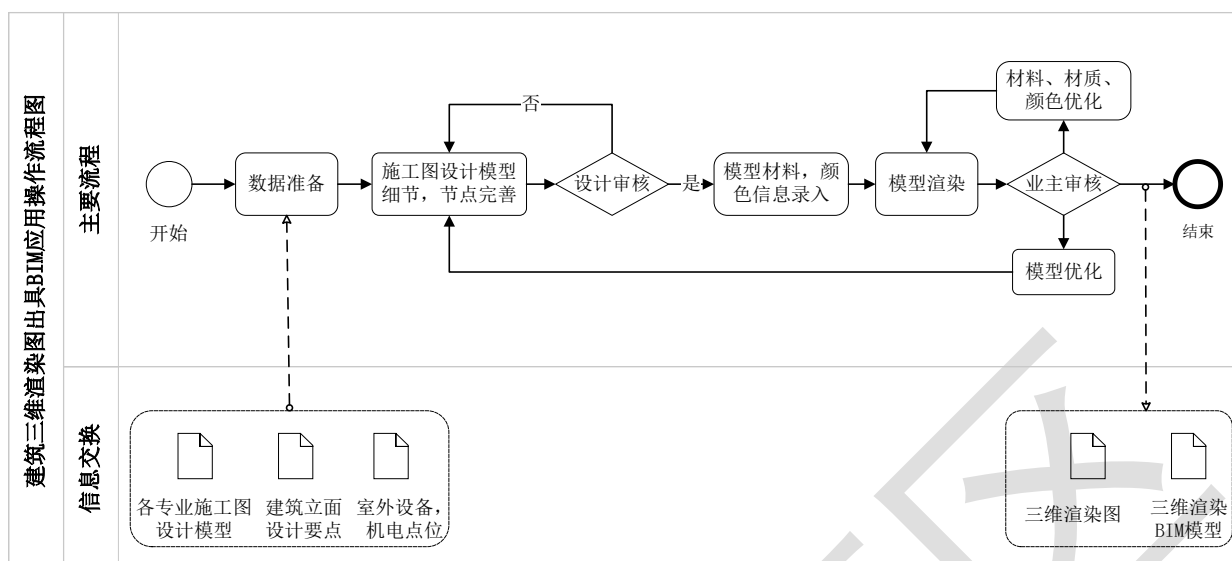 建筑三维渲染图出具BIM应用操作流程图
主要流程
开始
数据准备
施工图设计模型
细节，节点完善
否
设计审核
是
模型材料，颜
色信息录入
模型渲染
材料、材质、
颜色优化
业主审核
模型优化
结束
信息交换
各专业施工图
设计模型
建筑立面
设计要点
室外设备，
机电点位
三维渲染图
三维渲染
BIM模型